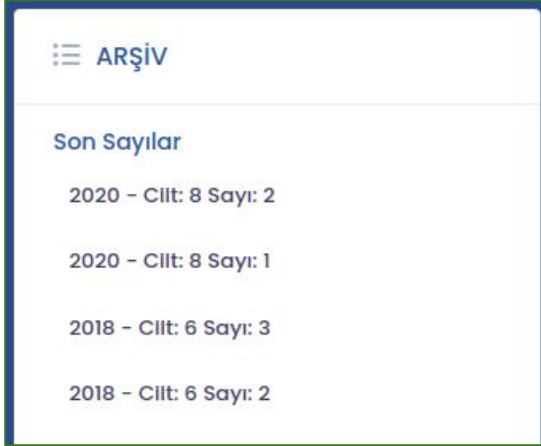 ARŞİV
Son Sayılar
2020 - Cilt: 8 Sayı: 2
2020 - Cilt: 8 Sayı: 1
2018 - Cilt: 6 Sayı: 3
2018 - Cilt: 6 Sayı: 2